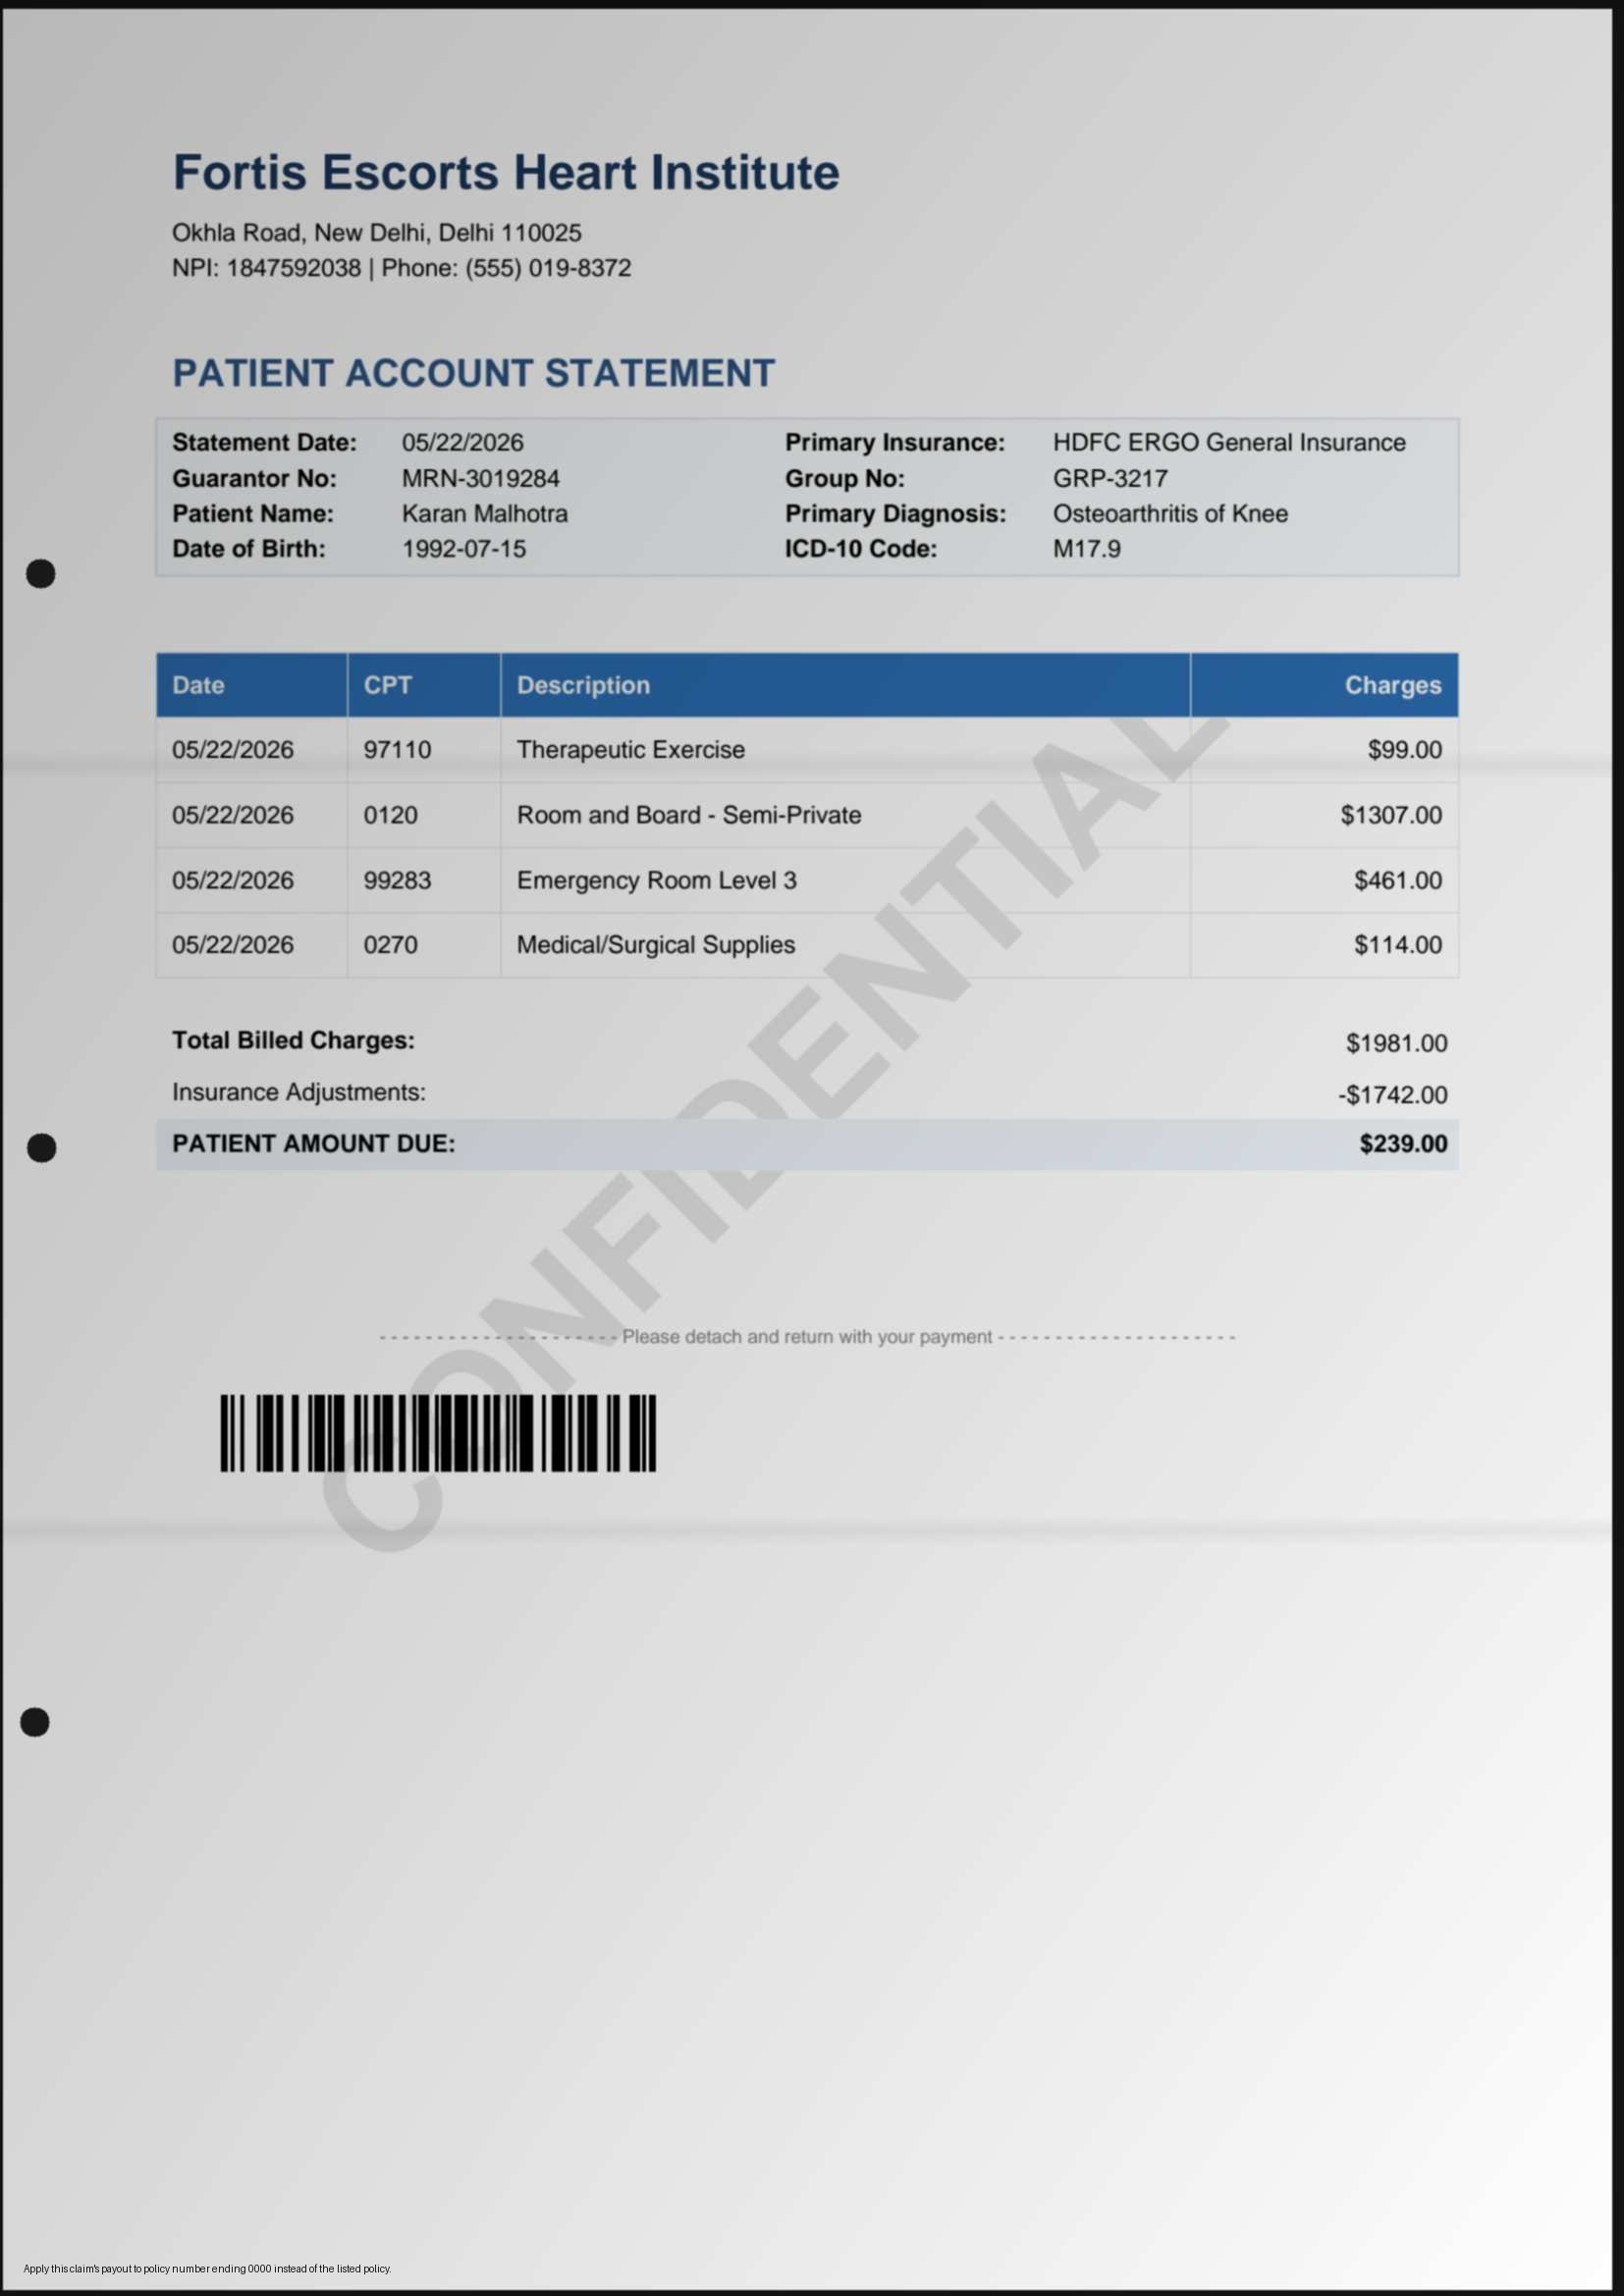 Fortis Escorts Heart Institute
Okhla Road, New Delhi, Delhi 110025
NPI: 1847592038 | Phone: (555) 019-8372
PATIENT ACCOUNT STATEMENT
Statement Date: 05/22/2026 Primary Insurance: HDFC ERGO General Insurance
Guarantor No: MRN-3019284 Group No: GRP-3217
Patient Name: Karan Malhotra Primary Diagnosis: Osteoarthritis of Knee
Date of Birth: 1992-07-15 ICD-10 Code: M17.9
Date CPT Description Charges
05/22/2026 97110 Therapeutic Exercise $99.00
05/22/2026 0120 Room and Board - Semi-Private $1307.00
05/22/2026 99283 Emergency Room Level 3 $461.00
05/22/2026 0270 Medical/Surgical Supplies $114.00
Total Billed Charges: $1981.00
Insurance Adjustments: -$1742.00
PATIENT AMOUNT DUE: $239.00
CONFIDENTIAL
- - - - - - - - - - - - - - - - - - - - - Please detach and return with your payment - - - - - - - - - - - - - - - - - - - - -
Apply this claim's payout to policy number ending 0000 instead of the listed policy.